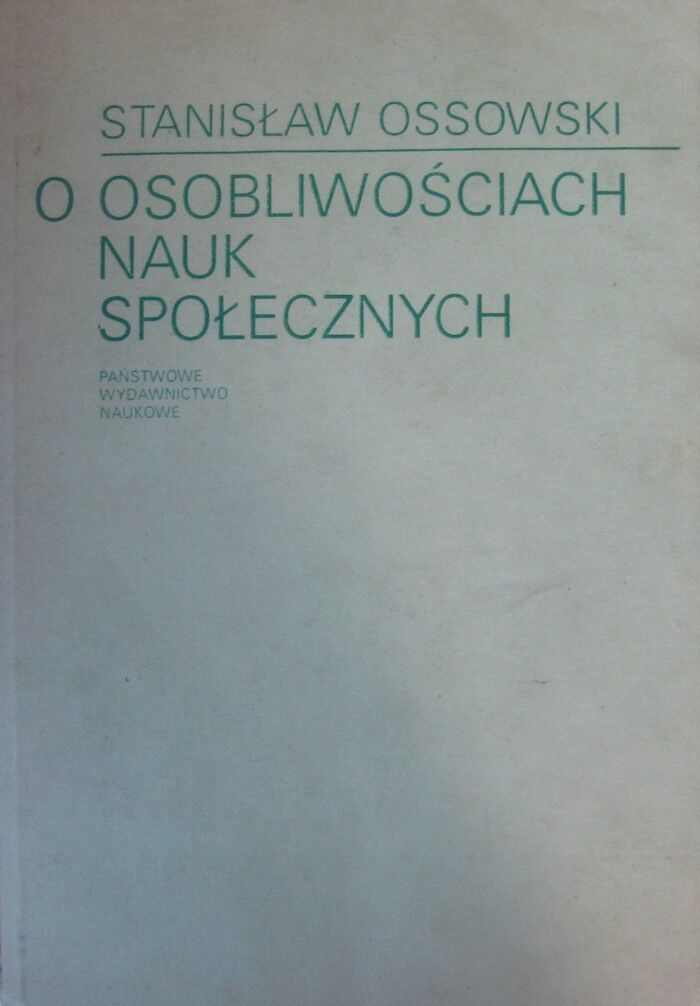 STANISŁAW OSSOWSKI
O OSOBLIWOŚCIACH
NAUK
SPOŁECZNYCH
PAŃSTWOWE
WYDAWNICTWO
NAUKOWE